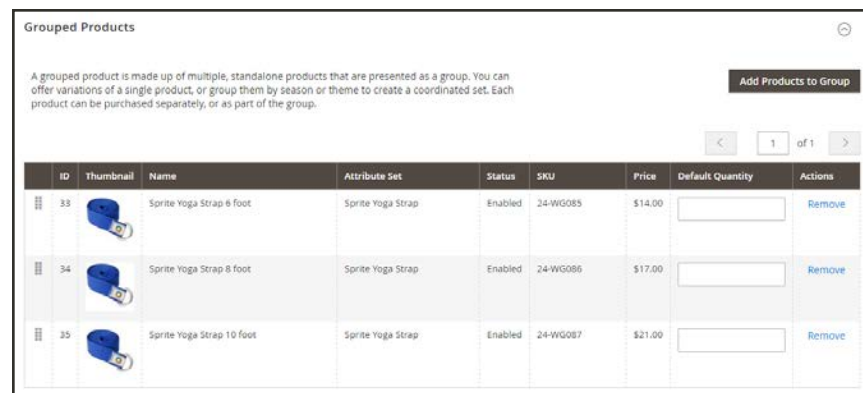 Grouped Products
A grouped product is made up of multiple, standalone products that are presented as a group. You can
offer variations of a single product, or group them by season or theme to create a coordinated set. Each
product can be purchased separately, or as part of the group.
Add Products to Group
1 of 1
ID Thumbnail Name Attribute Set Status SKU Price Default Quantity Actions
33 Sprite Yoga Strap 6 foot Sprite Yoga Strap Enabled 24-WG085 $14.00 Remove
34 Sprite Yoga Strap 8 foot Sprite Yoga Strap Enabled 24-WG086 $17.00 Remove
35 Sprite Yoga Strap 10 foot Sprite Yoga Strap Enabled 24-WG087 $21.00 Remove